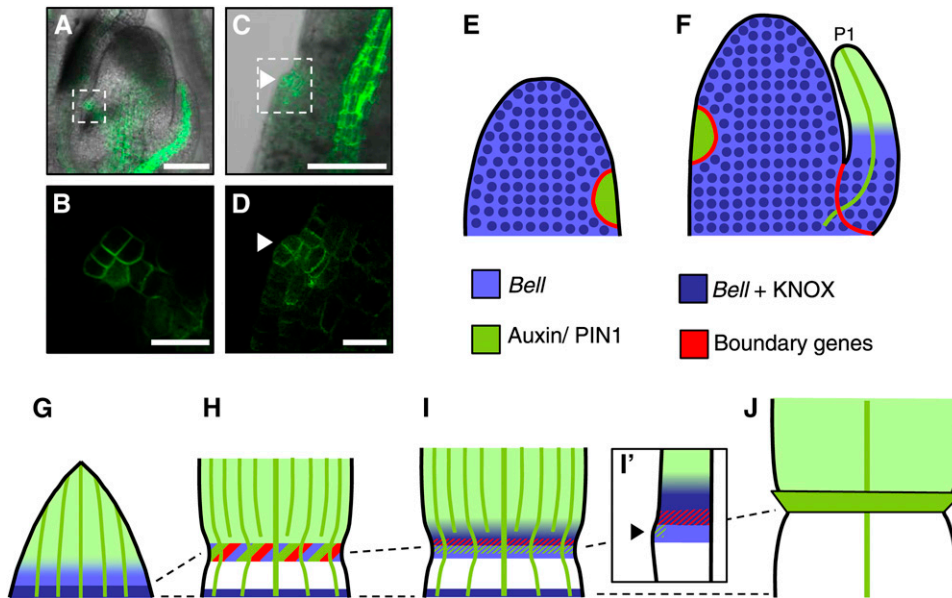 A
C
B
D
E
F
P1
Bell
Bell + KNOX
Auxin/ PIN1
Boundary genes
G
H
I
I'
J